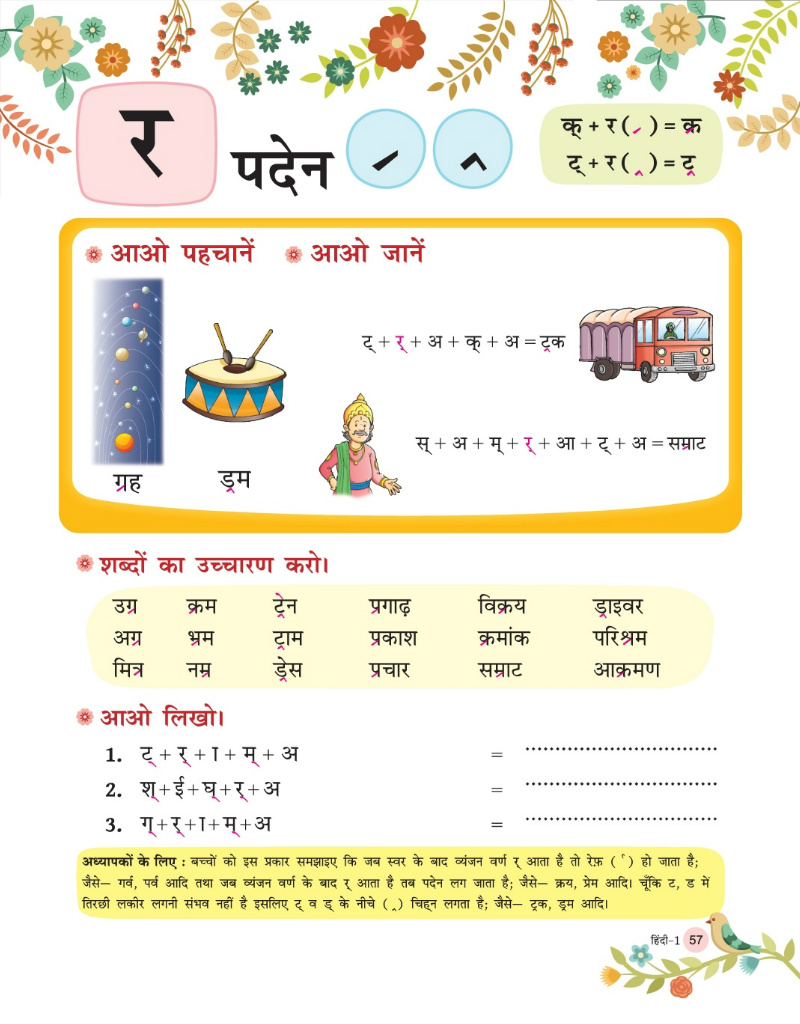 र पदेन ्र ्र
क् + र (्र) = क्र
ट् + र (्र) = ट्र
आओ पहचानें आओ जानें
ट् + र् + अ + क् + अ = ट्रक
स् + अ + म् + र् + आ + ट् + अ = सम्राट
ग्रह ड्रम
शब्दों का उच्चारण करो।
उग्र क्रम ट्रेन प्रगाढ़ विक्रय ड्राइवर
अग्र भ्रम ट्राम प्रकाश क्रमांक परिश्रम
मित्र नम्र ड्रेस प्रचार सम्राट आक्रमण
आओ लिखो।
1. ट् + र् + ा + म् + अ = ................................
2. श् + ई + घ् + र् + अ = ................................
3. ग् + र् + ा + म् + अ = ................................
अध्यापकों के लिए : बच्चों को इस प्रकार समझाइए कि जब स्वर के बाद व्यंजन वर्ण र् आता है तो रेफ़ ( र्  ) हो जाता है;
जैसे— गर्व, पर्व आदि तथा जब व्यंजन वर्ण के बाद र् आता है तब पदेन लग जाता है; जैसे— क्रय, प्रेम आदि। चूँकि ट, ड में
तिरछी लकीर लगनी संभव नहीं है इसलिए ट् व ड् के नीचे ( ्र ) चिह्न लगता है; जैसे— ट्रक, ड्रम आदि।
हिंदी–1 57